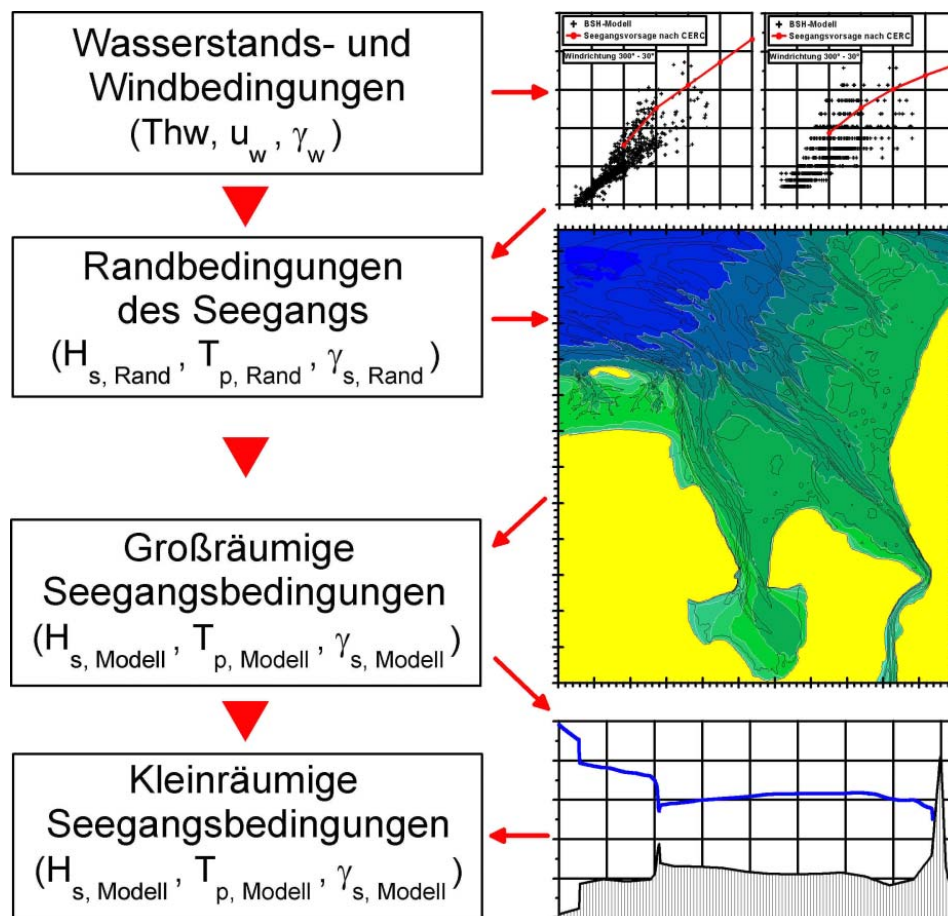 Wasserstands- und
Windbedingungen
(Thw, u_w, γ_w)
BSH-Modell
Seegangsvorsage nach CERC
Windrichtung 300° - 30°
BSH-Modell
Seegangsvorsage nach CERC
Windrichtung 300° - 30°
Randbedingungen
des Seegangs
(H_s, Rand, T_p, Rand, γ_s, Rand)
Großräumige
Seegangsbedingungen
(H_s, Modell, T_p, Modell, γ_s, Modell)
Kleinräumige
Seegangsbedingungen
(H_s, Modell, T_p, Modell, γ_s, Modell)